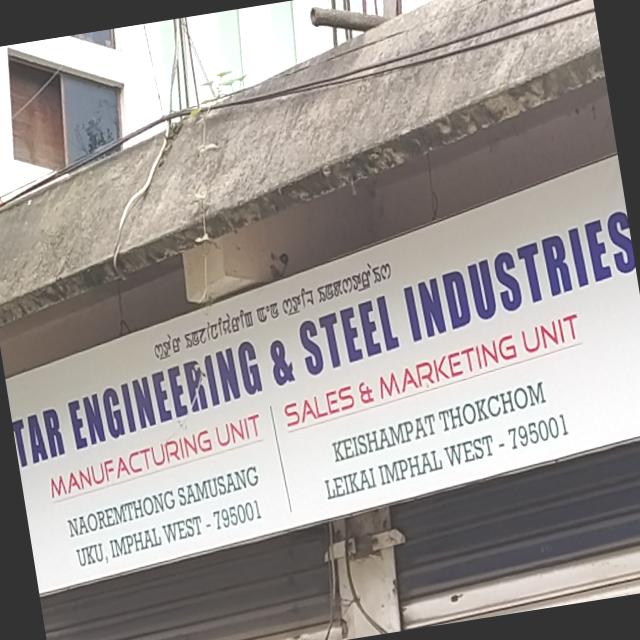 TAR ENGINEERING & STEEL INDUSTRIES
MANUFACTURING UNIT
NAOREMTHONG SAMUSANG
UKU, IMPHAL WEST - 795001
SALES & MARKETING UNIT
KEISHAMPAT THOKCHOM
LEIKAI IMPHAL WEST - 795001